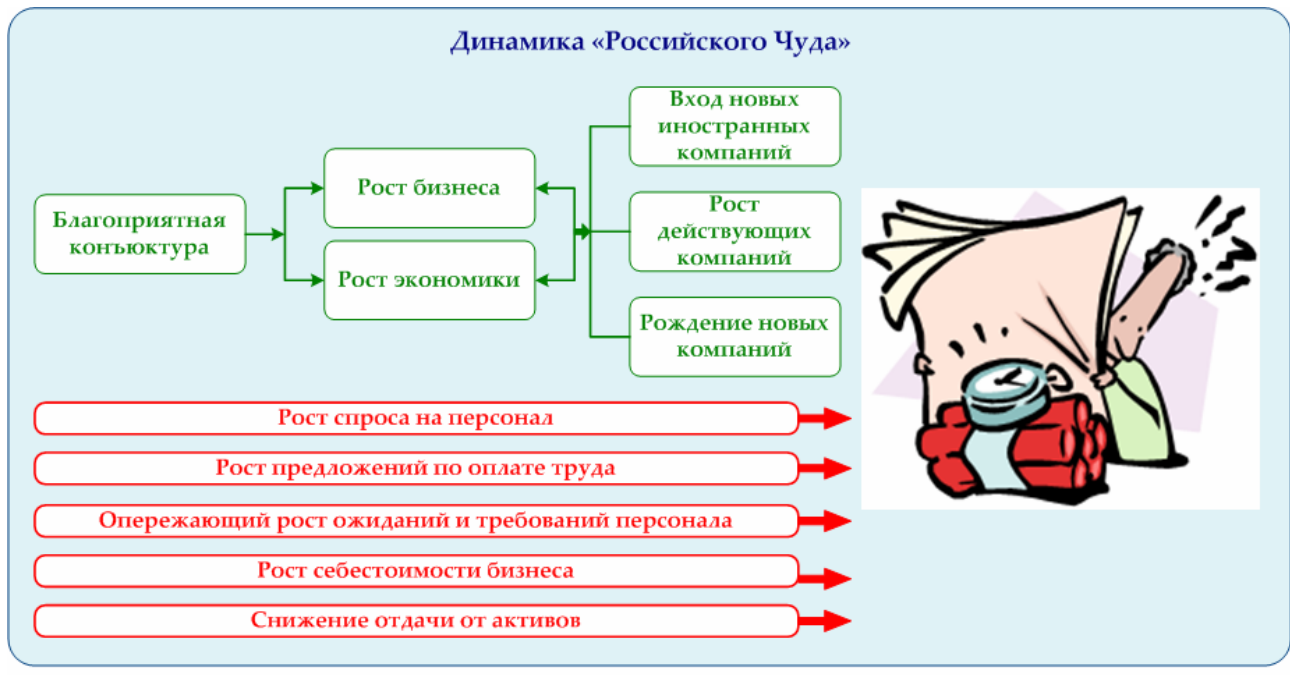 Динамика «Российского Чуда»
Вход новых
иностранных
компаний
Рост бизнеса
Рост
действующих
компаний
Благоприятная
конъюктура
Рост экономики
Рождение новых
компаний
Рост спроса на персонал
Рост предложений по оплате труда
Опережающий рост ожиданий и требований персонала
Рост себестоимости бизнеса
Снижение отдачи от активов